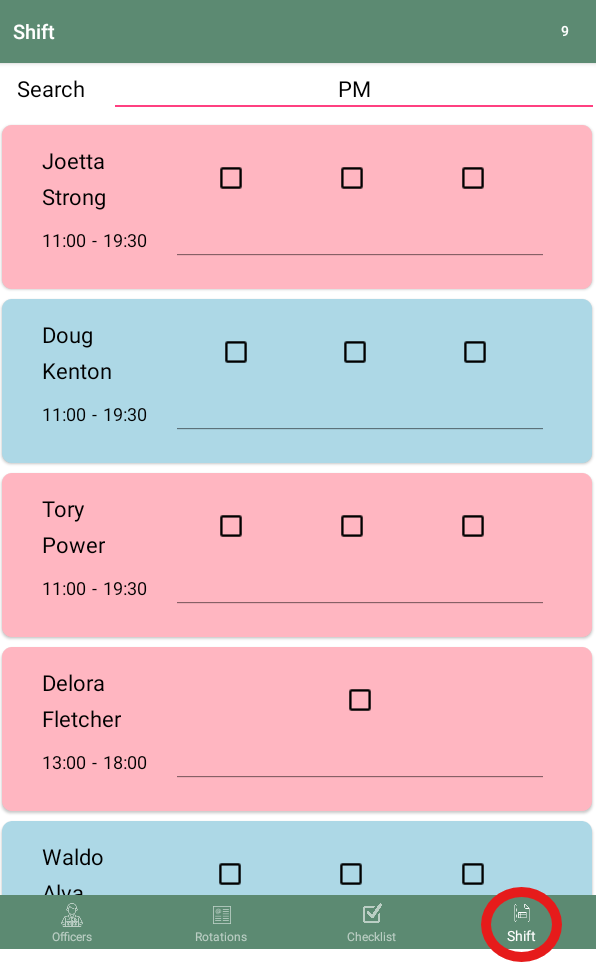 Shift 9
Search PM
Joetta
Strong
11:00 - 19:30
Doug
Kenton
11:00 - 19:30
Tory
Power
11:00 - 19:30
Delora
Fletcher
13:00 - 18:00
Waldo
Alva
Officers Rotations Checklist Shift